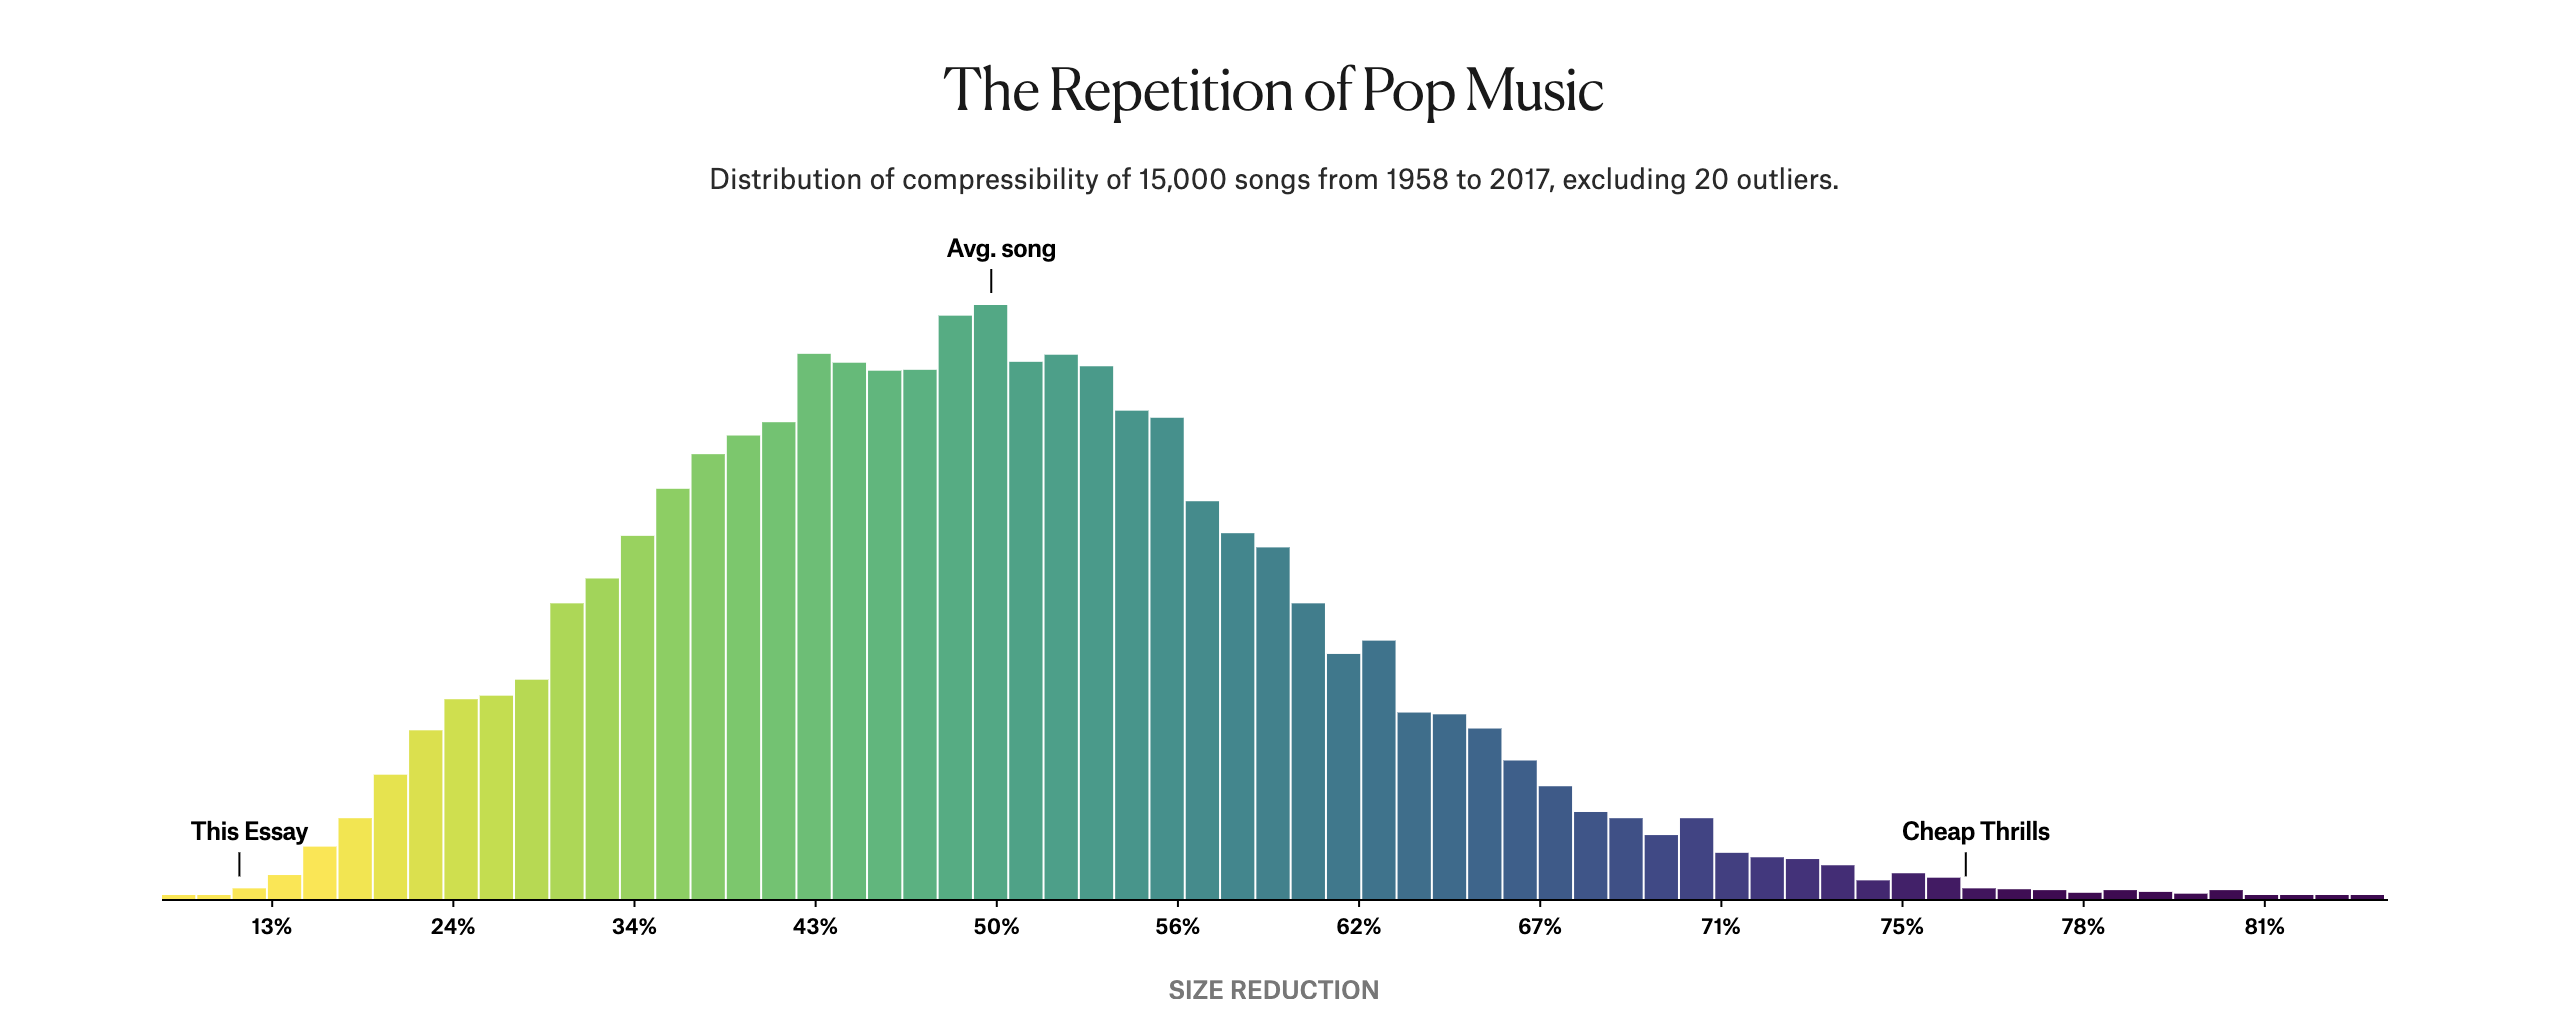 The Repetition of Pop Music
Distribution of compressibility of 15,000 songs from 1958 to 2017, excluding 20 outliers.
Avg. song
This Essay
Cheap Thrills
13% 24% 34% 43% 50% 56% 62% 67% 71% 75% 78% 81%
SIZE REDUCTION